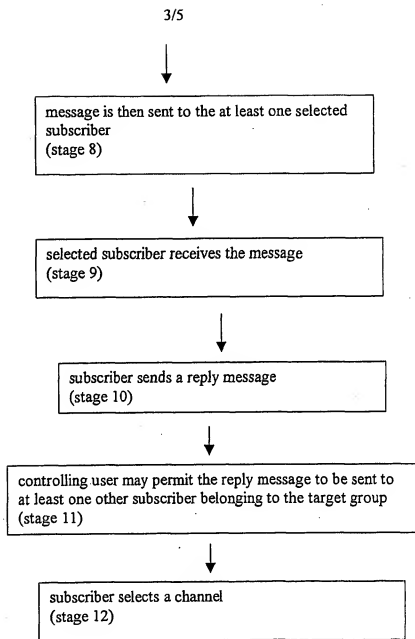 3/5
message is then sent to the at least one selected
subscriber
(stage 8)
selected subscriber receives the message
(stage 9)
subscriber sends a reply message
(stage 10)
controlling user may permit the reply message to be sent to
at least one other subscriber belonging to the target group
(stage 11)
subscriber selects a channel
(stage 12)